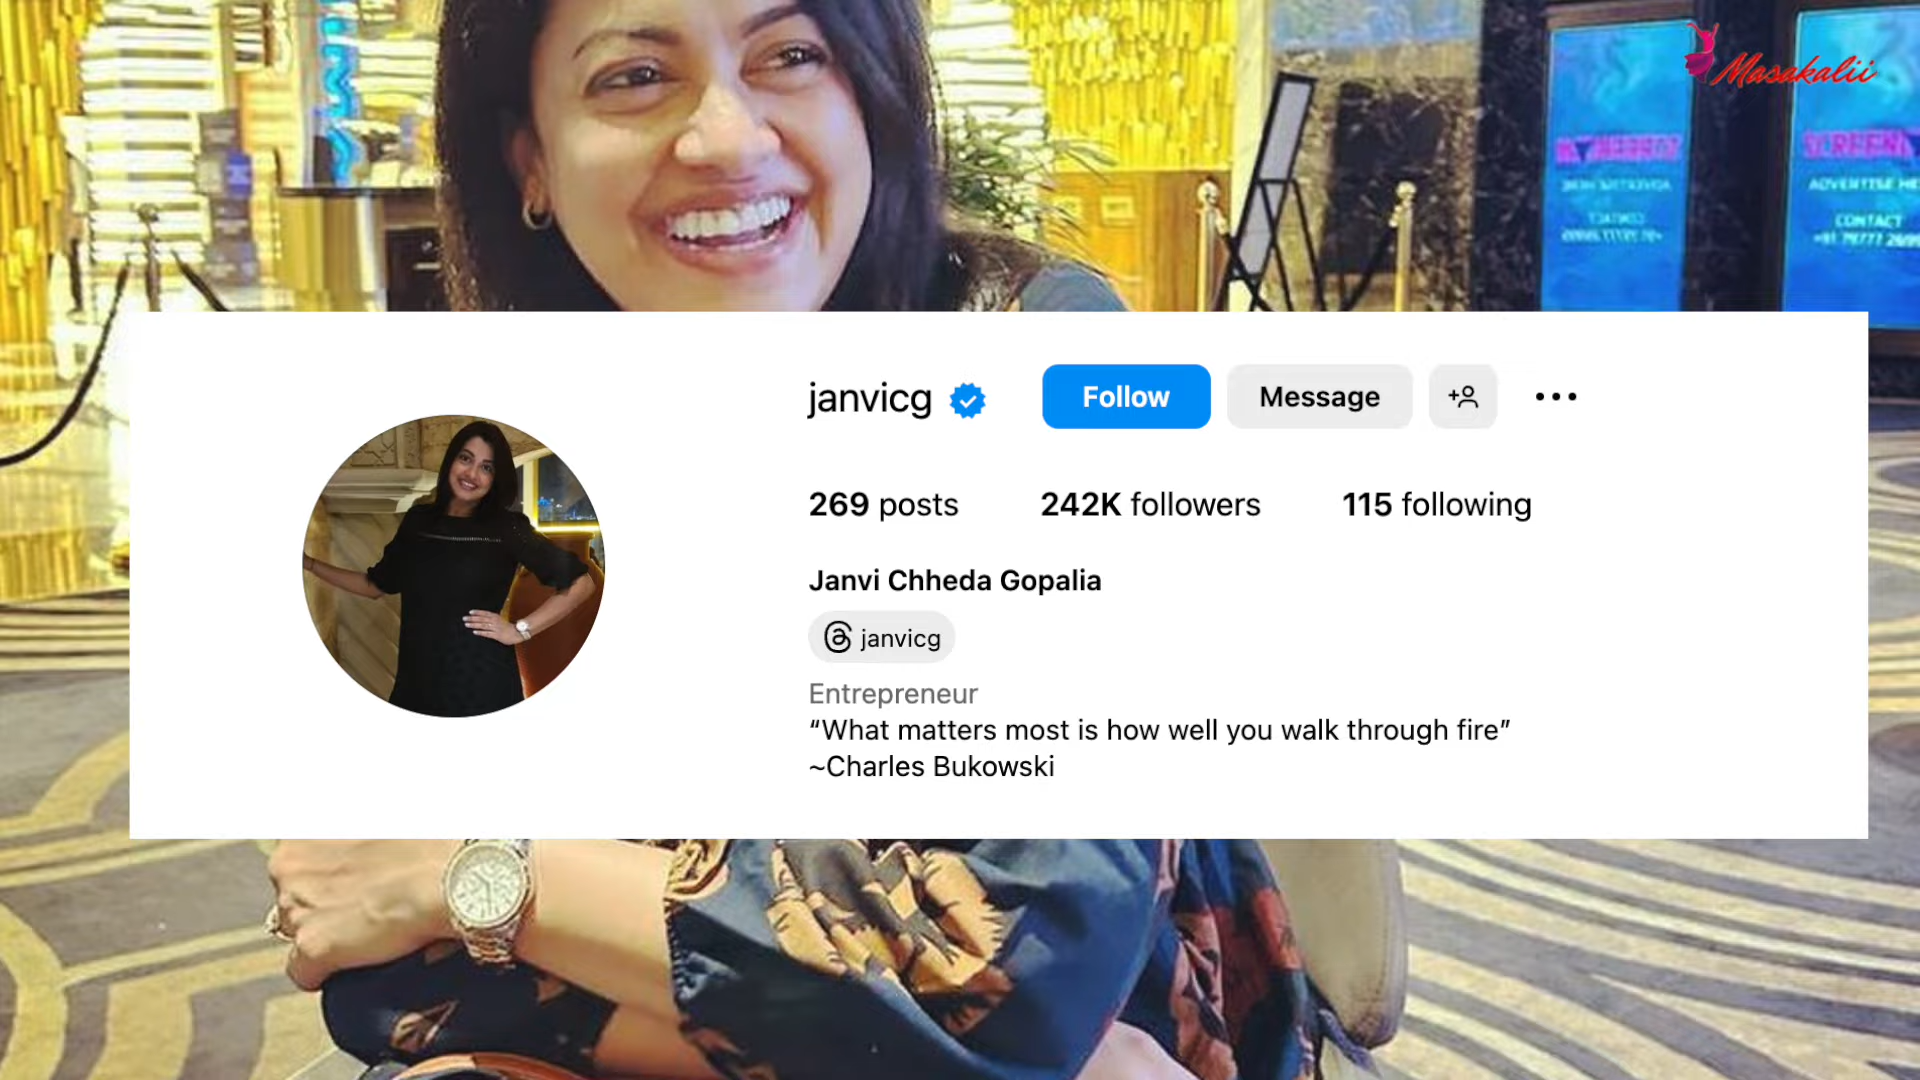 Masakalii
ADVERTISE
CONTACT
janvicg
Follow
Message
269 posts
242K followers
115 following
Janvi Chheda Gopalia
janvicg
Entrepreneur
“What matters most is how well you walk through fire”
~Charles Bukowski